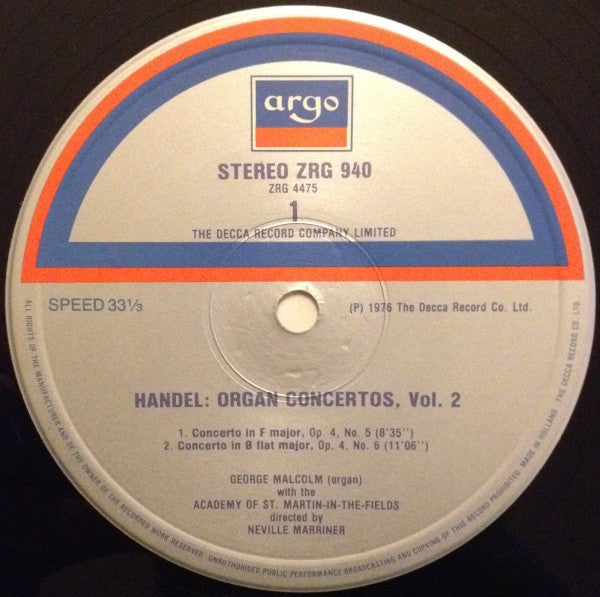 argo
STEREO ZRG 940
ZRG 4475
1
THE DECCA RECORD COMPANY LIMITED
SPEED 33⅓
(P) 1976 The Decca Record Co. Ltd.
HANDEL: ORGAN CONCERTOS, Vol. 2
1. Concerto in F major, Op. 4, No. 5 (8'35'')
2. Concerto in B flat major, Op. 4, No. 6 (11'06'')
GEORGE MALCOLM (organ)
with the
ACADEMY OF ST. MARTIN-IN-THE-FIELDS
directed by
NEVILLE MARRINER
ALL RIGHTS OF THE MANUFACTURER AND OF THE OWNER OF THE RECORDED WORK RESERVED. UNAUTHORISED PUBLIC PERFORMANCE BROADCASTING AND COPYING OF THIS RECORD PROHIBITED. MADE IN HOLLAND. THE DECCA RECORD CO. LTD